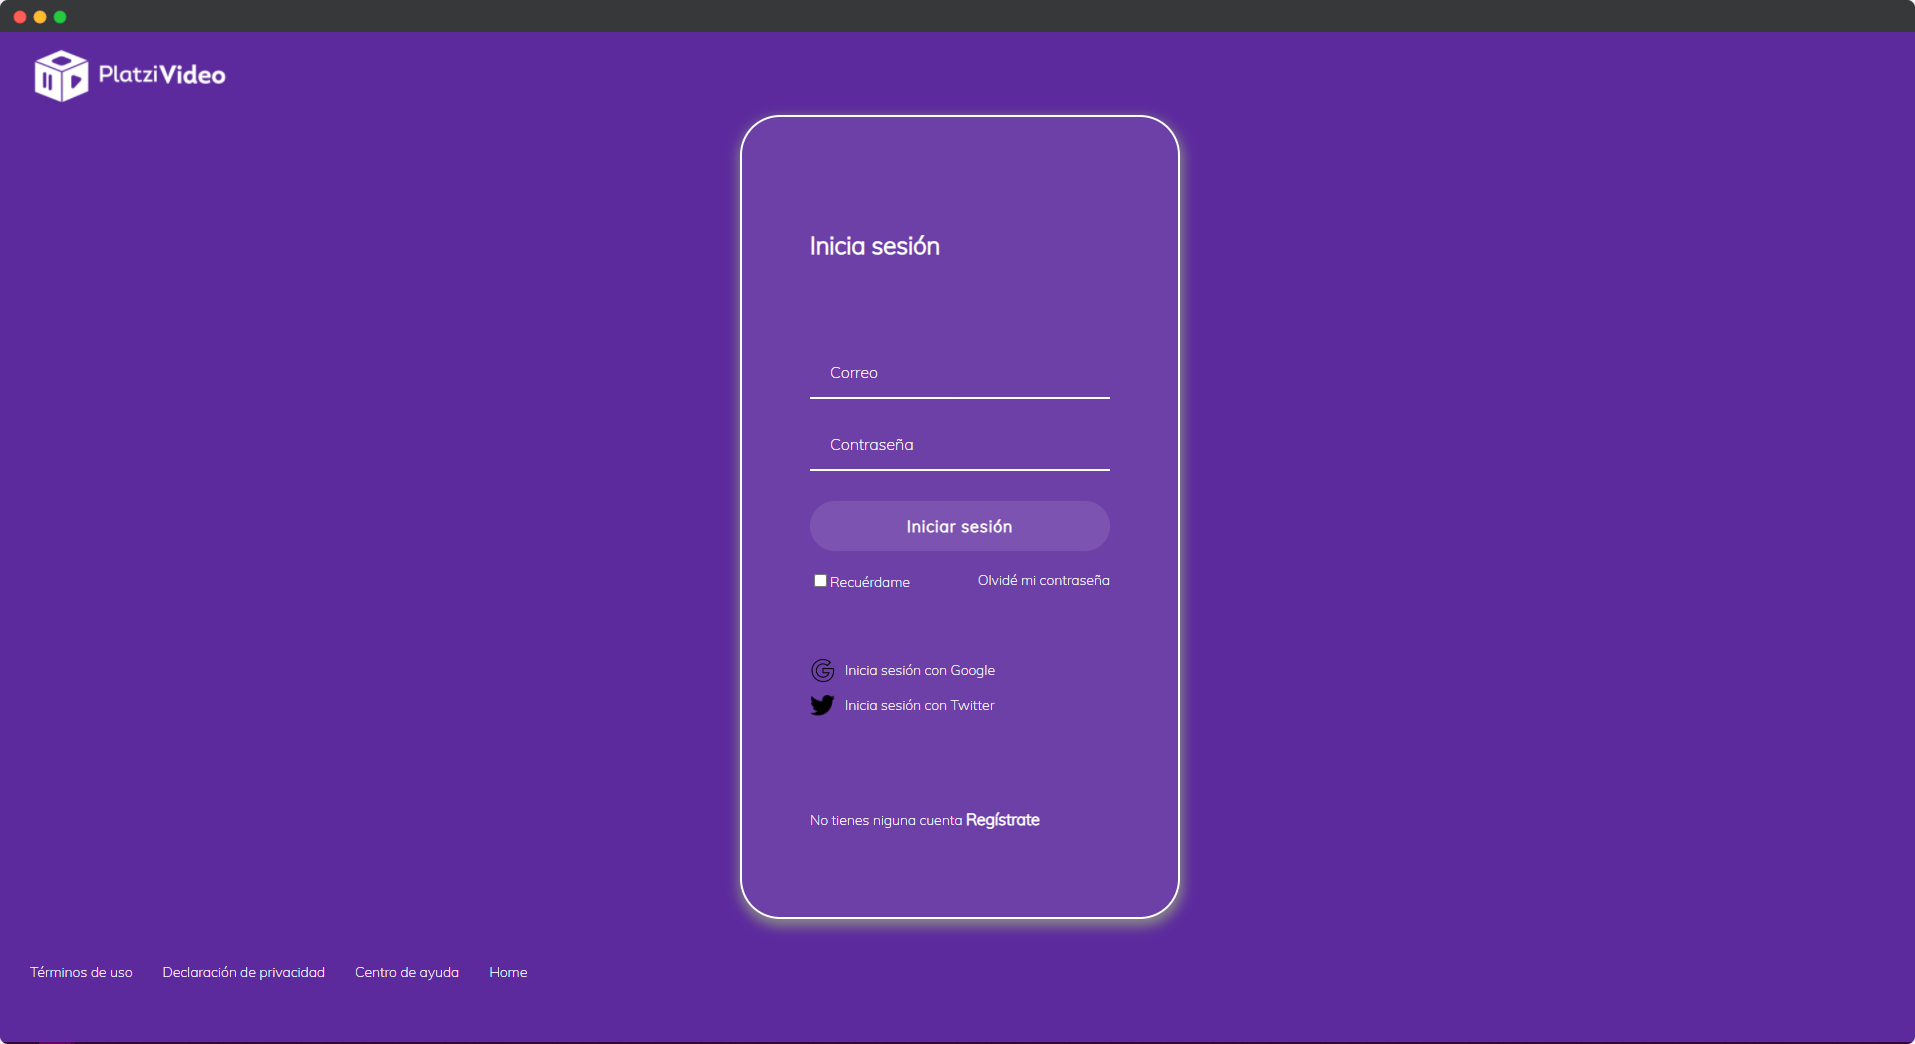 PlatziVideo
Inicia sesión
Correo
Contraseña
Iniciar sesión
Recuérdame Olvidé mi contraseña
Inicia sesión con Google
Inicia sesión con Twitter
No tienes niguna cuenta Regístrate
Términos de uso Declaración de privacidad Centro de ayuda Home